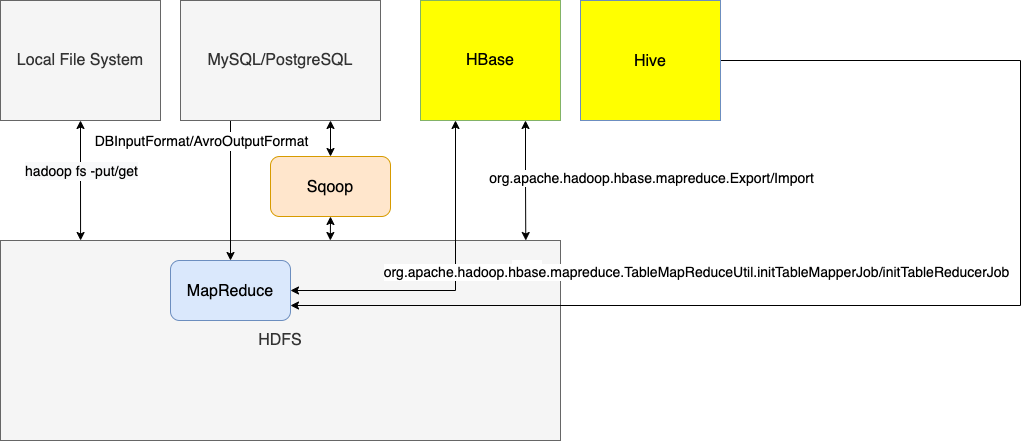 Local File System
MySQL/PostgreSQL
HBase
Hive
DBInputFormat/AvroOutputFormat
hadoop fs -put/get
Sqoop
org.apache.hadoop.hbase.mapreduce.Export/Import
org.apache.hadoop.hbase.mapreduce.TableMapReduceUtil.initTableMapperJob/initTableReducerJob
MapReduce
HDFS